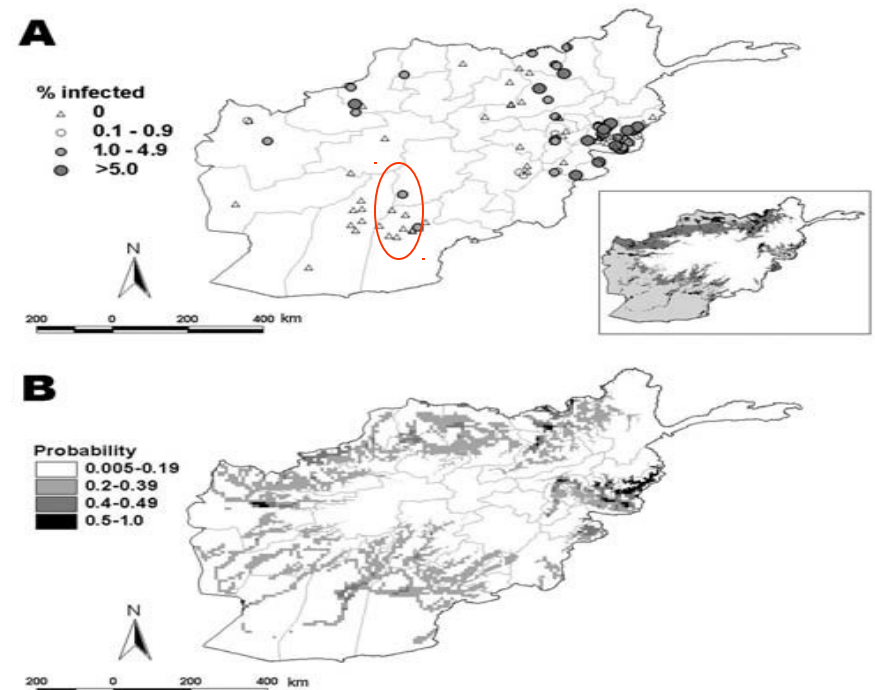 A
% infected
0
0.1 - 0.9
1.0 - 4.9
>5.0
N
200 0 200 400 km
B
Probability
0.005-0.19
0.2-0.39
0.4-0.49
0.5-1.0
N
200 0 200 400 km